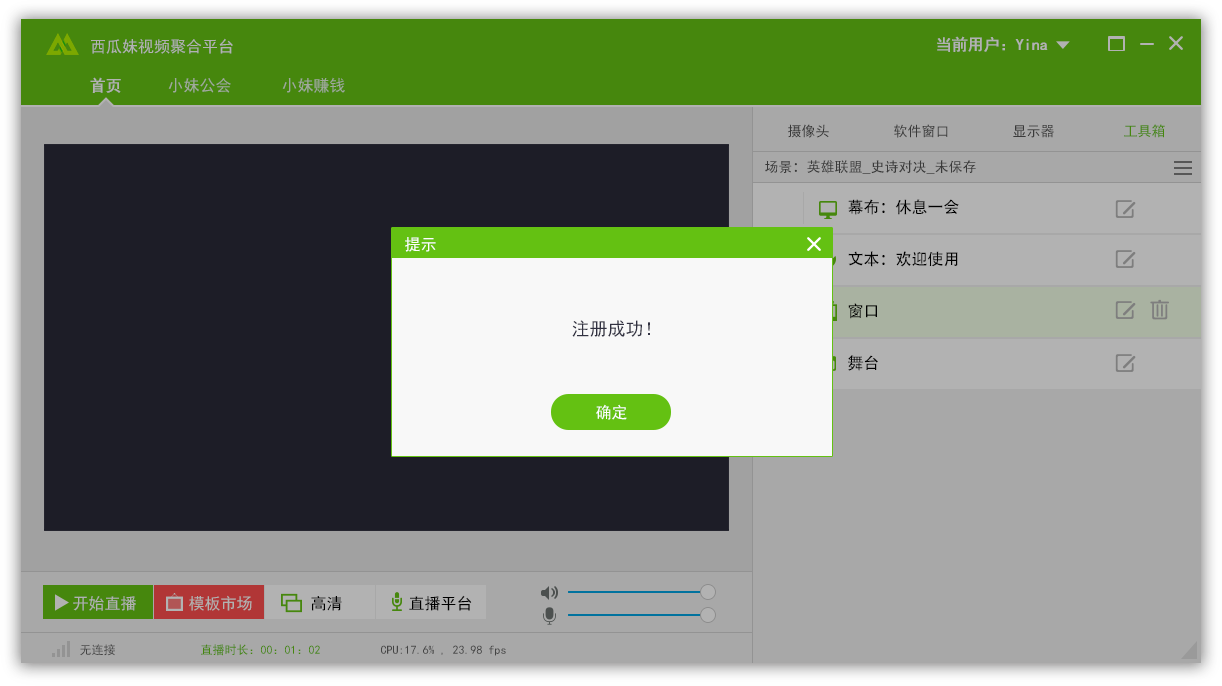 西瓜妹视频聚合平台
当前用户：Yina
首页 小妹公会 小妹赚钱
摄像头 软件窗口 显示器 工具箱
场景：英雄联盟_史诗对决_未保存
幕布：休息一会
文本：欢迎使用
窗口
舞台
提示
注册成功！
确定
开始直播 模板市场 高清 直播平台
无连接 直播时长：00：01：02 CPU:17.6% , 23.98 fps